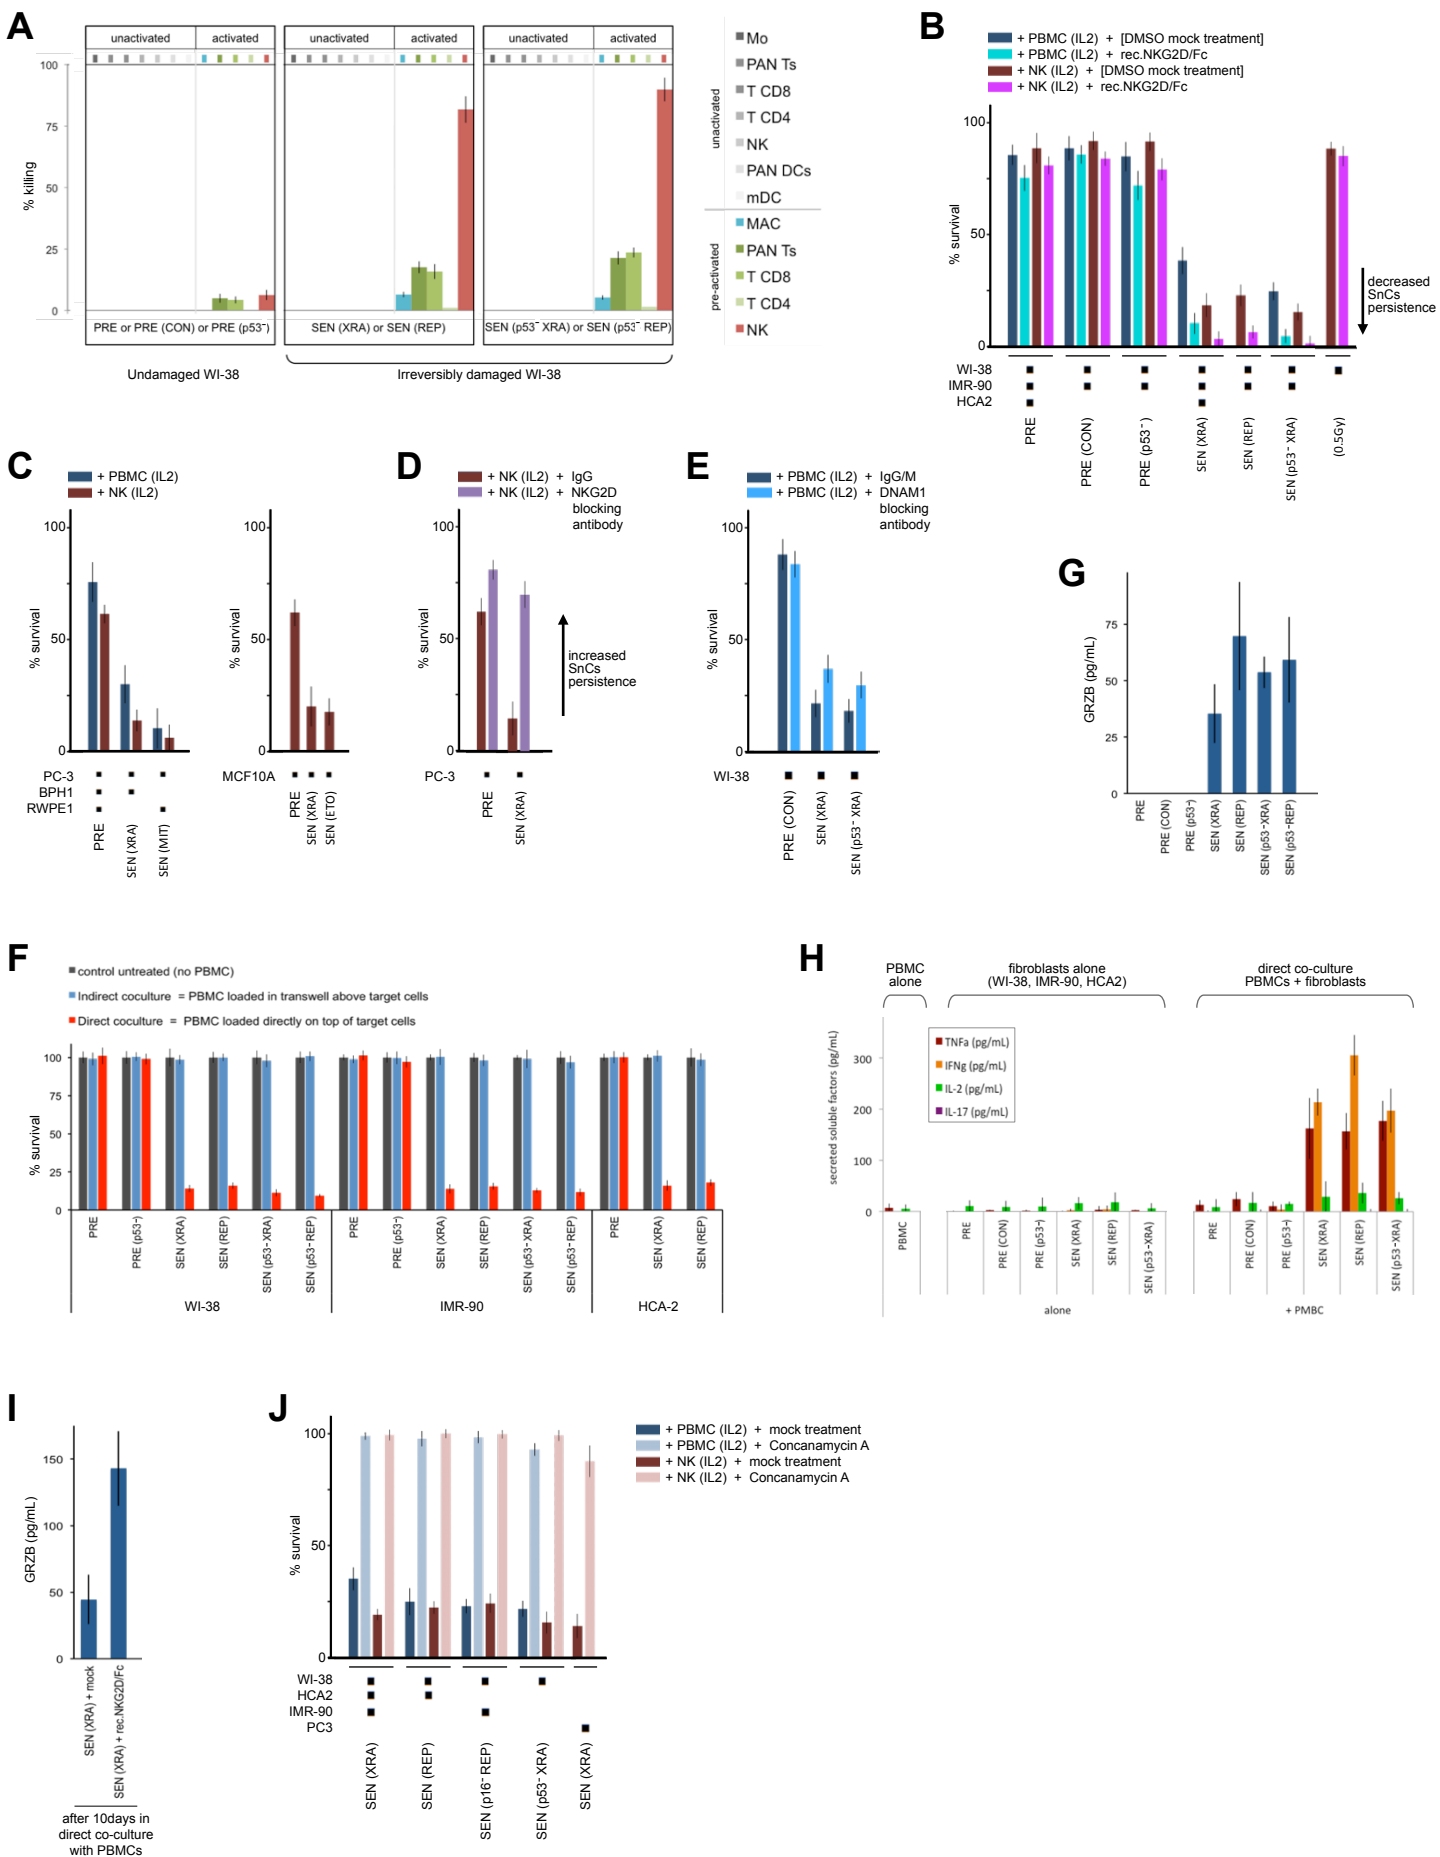 A
unactivated activated unactivated activated unactivated activated
% killing
100
75
50
25
0
PRE or PRE (CON) or PRE (p53⁻) SEN (XRA) or SEN (REP) SEN (p53⁻ XRA) or SEN (p53⁻ REP)
Undamaged WI-38 Irreversibly damaged WI-38
unactivated
Mo
PAN Ts
T CD8
T CD4
NK
PAN DCs
mDC
pre-activated
MAC
PAN Ts
T CD8
T CD4
NK
B
+ PBMC (IL2) + [DMSO mock treatment]
+ PBMC (IL2) + rec.NKG2D/Fc
+ NK (IL2) + [DMSO mock treatment]
+ NK (IL2) + rec.NKG2D/Fc
% survival
100
50
0
decreased
SnCs
persistence
WI-38
IMR-90
HCA2
PRE
PRE (CON)
PRE (p53⁻)
SEN (XRA)
SEN (REP)
SEN (p53⁻ XRA)
(0.5Gy)
C
+ PBMC (IL2)
+ NK (IL2)
% survival
100
50
0
PC-3
BPH1
RWPE1
PRE
SEN (XRA)
SEN (MIT)
% survival
100
50
0
MCF10A
PRE
SEN (XRA)
SEN (ETO)
D
+ NK (IL2) + IgG
+ NK (IL2) + NKG2D
blocking
antibody
% survival
100
50
0
increased
SnCs
persistence
PC-3
PRE
SEN (XRA)
E
+ PBMC (IL2) + IgG/M
+ PBMC (IL2) + DNAM1
blocking
antibody
% survival
100
50
0
WI-38
PRE (CON)
SEN (XRA)
SEN (p53⁻ XRA)
G
GRZB (pg/mL)
75
50
25
0
PRE
PRE (CON)
PRE (p53⁻)
SEN (XRA)
SEN (REP)
SEN (p53-XRA)
SEN (p53-REP)
F
control untreated (no PBMC)
Indirect coculture = PBMC loaded in transwell above target cells
Direct coculture = PBMC loaded directly on top of target cells
% survival
100
75
50
25
0
PRE
PRE (p53-)
SEN (XRA)
SEN (REP)
SEN (p53-XRA)
SEN (p53-REP)
PRE
PRE (p53-)
SEN (XRA)
SEN (REP)
SEN (p53-XRA)
SEN (p53-REP)
PRE
SEN (XRA)
SEN (REP)
WI-38 IMR-90 HCA-2
H
PBMC
alone
fibroblasts alone
(WI-38, IMR-90, HCA2)
direct co-culture
PBMCs + fibroblasts
secreted soluble factors (pg/mL)
300
200
100
0
TNFa (pg/mL)
IFNg (pg/mL)
IL-2 (pg/mL)
IL-17 (pg/mL)
PBMC
PRE
PRE (CON)
PRE (p53-)
SEN (XRA)
SEN (REP)
SEN (p53-XRA)
PRE
PRE (CON)
PRE (p53-)
SEN (XRA)
SEN (REP)
SEN (p53-XRA)
alone + PMBC
I
GRZB (pg/mL)
150
100
50
0
SEN (XRA) + mock
SEN (XRA) + rec.NKG2D/Fc
after 10days in
direct co-culture
with PBMCs
J
+ PBMC (IL2) + mock treatment
+ PBMC (IL2) + Concanamycin A
+ NK (IL2) + mock treatment
+ NK (IL2) + Concanamycin A
% survival
100
50
0
WI-38
HCA2
IMR-90
PC3
SEN (XRA)
SEN (REP)
SEN (p16⁻ REP)
SEN (p53⁻ XRA)
SEN (XRA)